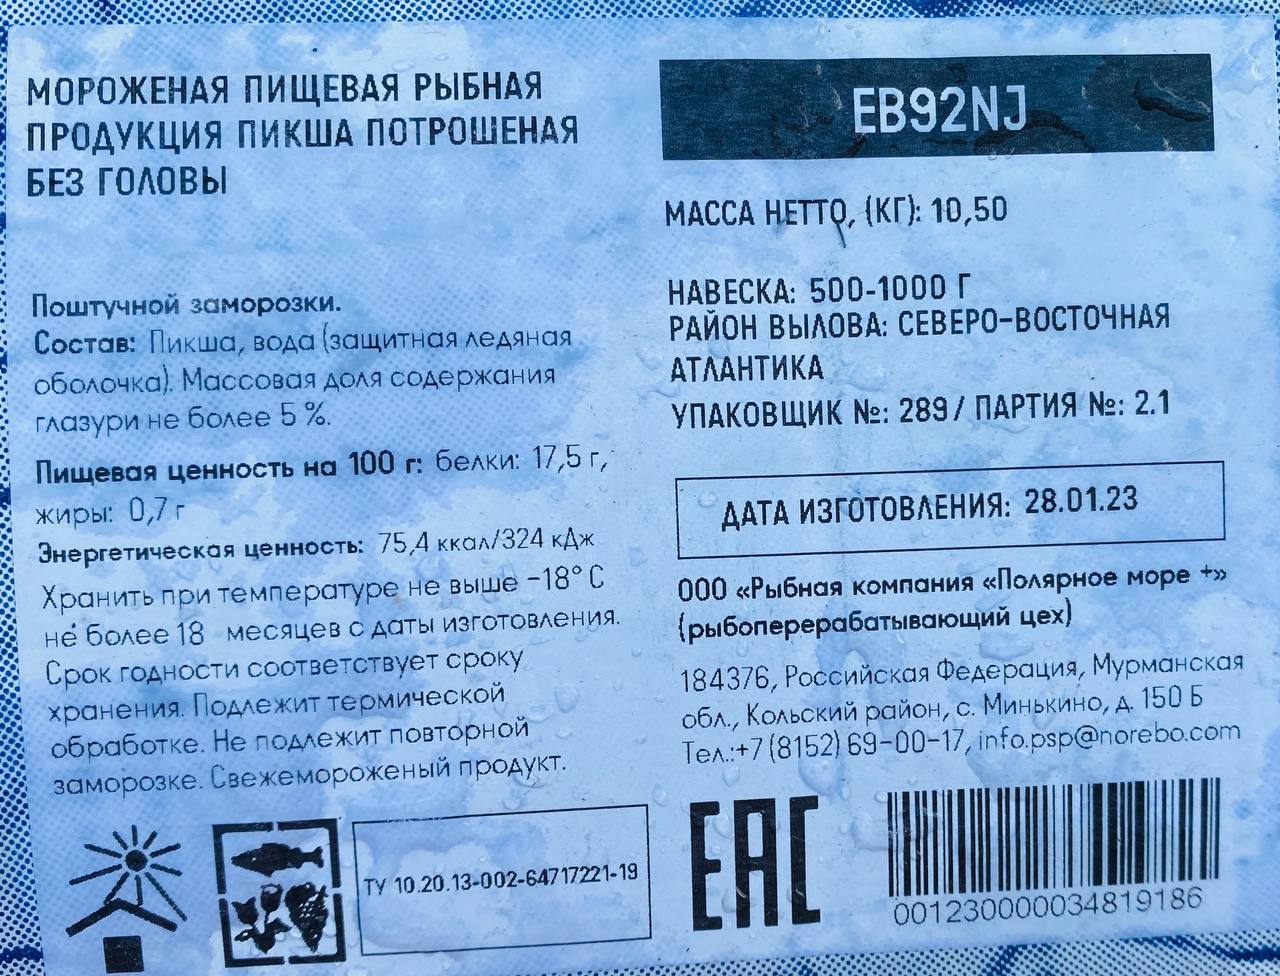 МОРОЖЕНАЯ ПИЩЕВАЯ РЫБНАЯ
ПРОДУКЦИЯ ПИКША ПОТРОШЕНАЯ
БЕЗ ГОЛОВЫ
Поштучной заморозки.
Состав: Пикша, вода (защитная ледяная
оболочка). Массовая доля содержания
глазури не более 5 %.
Пищевая ценность на 100 г: белки: 17,5 г,
жиры: 0,7 г
Энергетическая ценность: 75,4 ккал/324 кДж
Хранить при температуре не выше -18° С
не более 18 месяцев с даты изготовления.
Срок годности соответствует сроку
хранения. Подлежит термической
обработке. Не подлежит повторной
заморозке. Свежемороженый продукт.
ТУ 10.20.13-002-64717221-19
EB92NJ
МАССА НЕТТО, (КГ): 10,50
НАВЕСКА: 500-1000 Г
РАЙОН ВЫЛОВА: СЕВЕРО-ВОСТОЧНАЯ
АТЛАНТИКА
УПАКОВЩИК №: 289/ ПАРТИЯ №: 2.1
ДАТА ИЗГОТОВЛЕНИЯ: 28.01.23
ООО «Рыбная компания «Полярное море +»
(рыбоперерабатывающий цех)
184376, Российская Федерация, Мурманская
обл., Кольский район, с. Минькино, д. 150 Б
Тел.:+7 (8152) 69-00-17, info.psp@norebo.com
ЕАС
001230000034819186